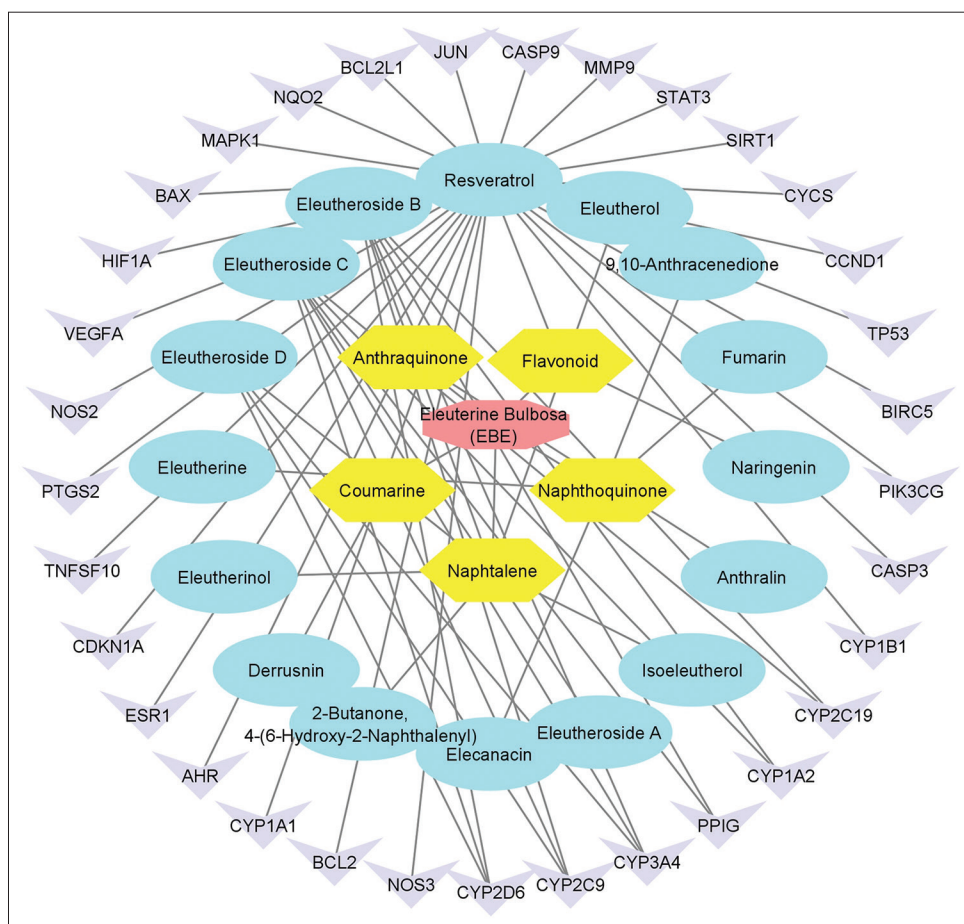 JUN
CASP9
BCL2L1
MMP9
NQO2
STAT3
MAPK1
SIRT1
Resveratrol
BAX
Eleutheroside B
Eleutherol
CYCS
HIF1A
Eleutheroside C
9,10-Anthracenedione
CCND1
VEGFA
TP53
Eleutheroside D
Anthraquinone
Flavonoid
Fumarin
NOS2
Eleuterine Bulbosa
(EBE)
BIRC5
PTGS2
Eleutherine
Coumarine
Naphthoquinone
Naringenin
PIK3CG
TNFSF10
Eleutherinol
Naphtalene
Anthralin
CASP3
CDKN1A
CYP1B1
Derrusnin
Isoeleutherol
ESR1
2-Butanone,
4-(6-Hydroxy-2-Naphthalenyl)
Elecanacin
Eleutheroside A
CYP2C19
AHR
CYP1A2
CYP1A1
PPIG
BCL2
CYP3A4
NOS3
CYP2D6
CYP2C9